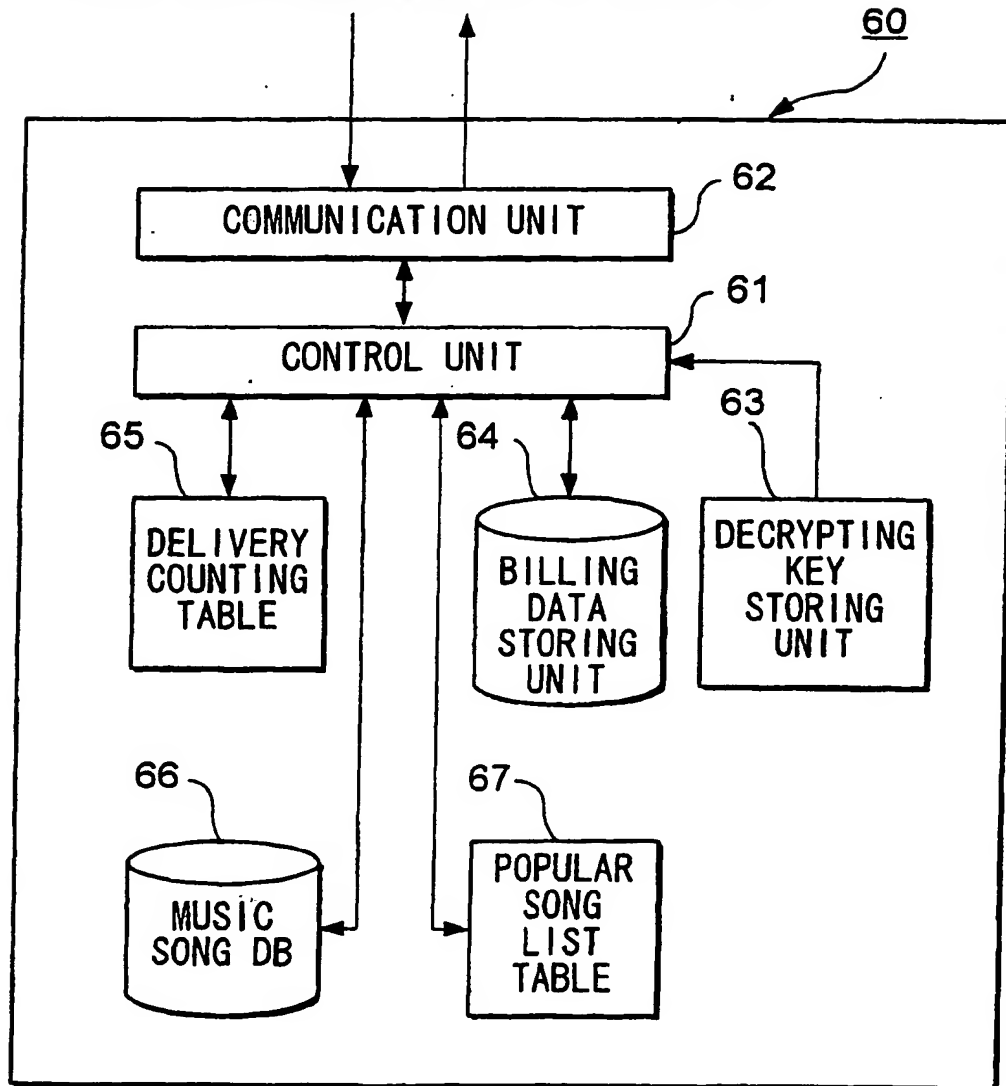 60
62
COMMUNICATION UNIT
61
CONTROL UNIT
65
64
63
DELIVERY
COUNTING
TABLE
BILLING
DATA
STORING
UNIT
DECRYPTING
KEY
STORING
UNIT
66
67
MUSIC
SONG DB
POPULAR
SONG
LIST
TABLE